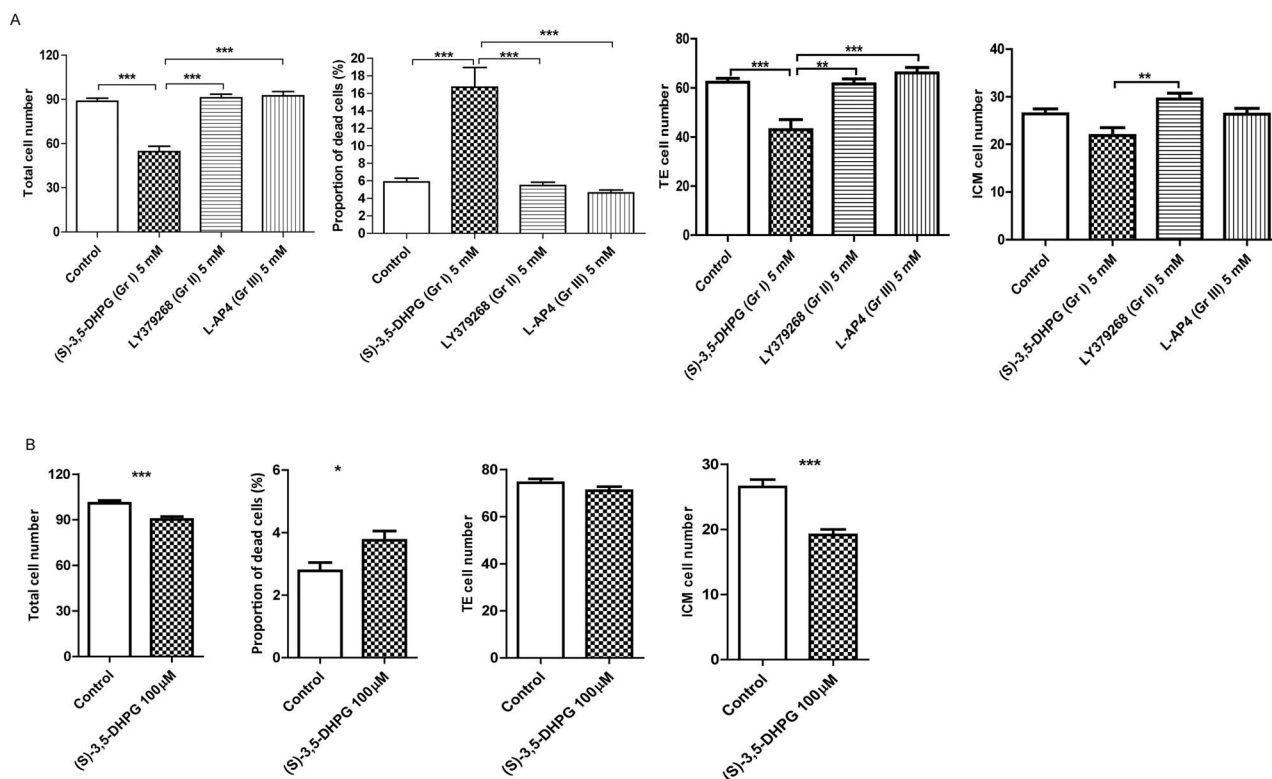 A
Total cell number
120
90
60
30
0
***
***
***
Control
(S)-3,5-DHPG (Gr I) 5 mM
LY379268 (Gr II) 5 mM
L-AP4 (Gr III) 5 mM
Proportion of dead cells (%)
20
18
16
14
12
10
8
6
4
2
0
***
***
***
Control
(S)-3,5-DHPG (Gr I) 5 mM
LY379268 (Gr II) 5 mM
L-AP4 (Gr III) 5 mM
TE cell number
80
60
40
20
0
***
***
**
Control
(S)-3,5-DHPG (Gr I) 5 mM
LY379268 (Gr II) 5 mM
L-AP4 (Gr III) 5 mM
ICM cell number
40
30
20
10
0
**
Control
(S)-3,5-DHPG (Gr I) 5 mM
LY379268 (Gr II) 5 mM
L-AP4 (Gr III) 5 mM
B
Total cell number
120
90
60
30
0
***
Control
(S)-3,5-DHPG 100µM
Proportion of dead cells (%)
6
4
2
0
*
Control
(S)-3,5-DHPG 100µM
TE cell number
80
60
40
20
0
Control
(S)-3,5-DHPG 100µM
ICM cell number
30
20
10
0
***
Control
(S)-3,5-DHPG 100µM